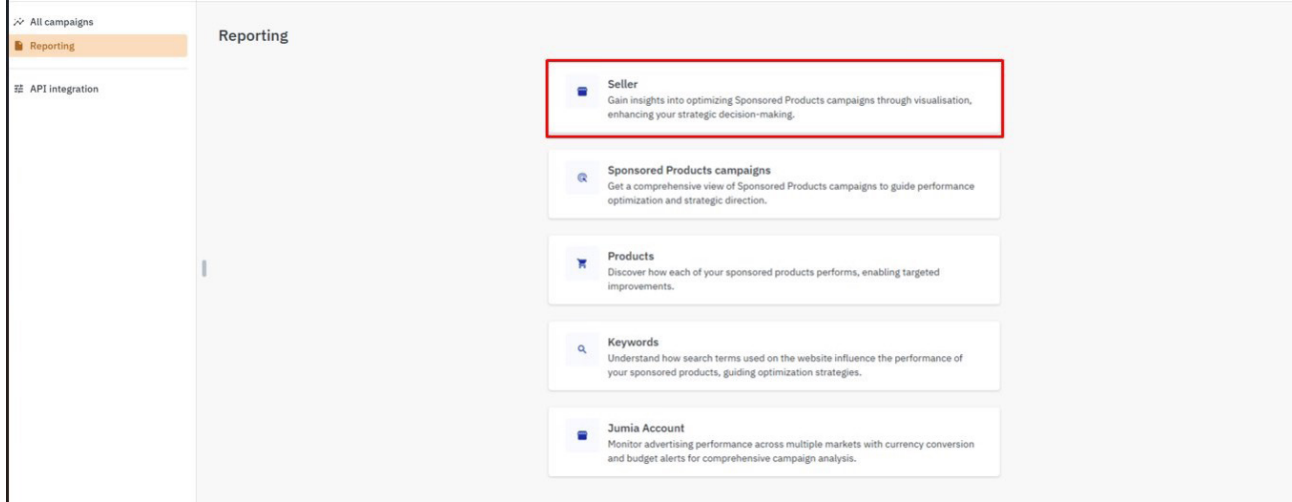 All campaigns
Reporting
API integration
Reporting
Seller
Gain insights into optimizing Sponsored Products campaigns through visualisation,
enhancing your strategic decision-making.
Sponsored Products campaigns
Get a comprehensive view of Sponsored Products campaigns to guide performance
optimization and strategic direction.
Products
Discover how each of your sponsored products performs, enabling targeted
improvements.
Keywords
Understand how search terms used on the website influence the performance of
your sponsored products, guiding optimization strategies.
Jumia Account
Monitor advertising performance across multiple markets with currency conversion
and budget alerts for comprehensive campaign analysis.